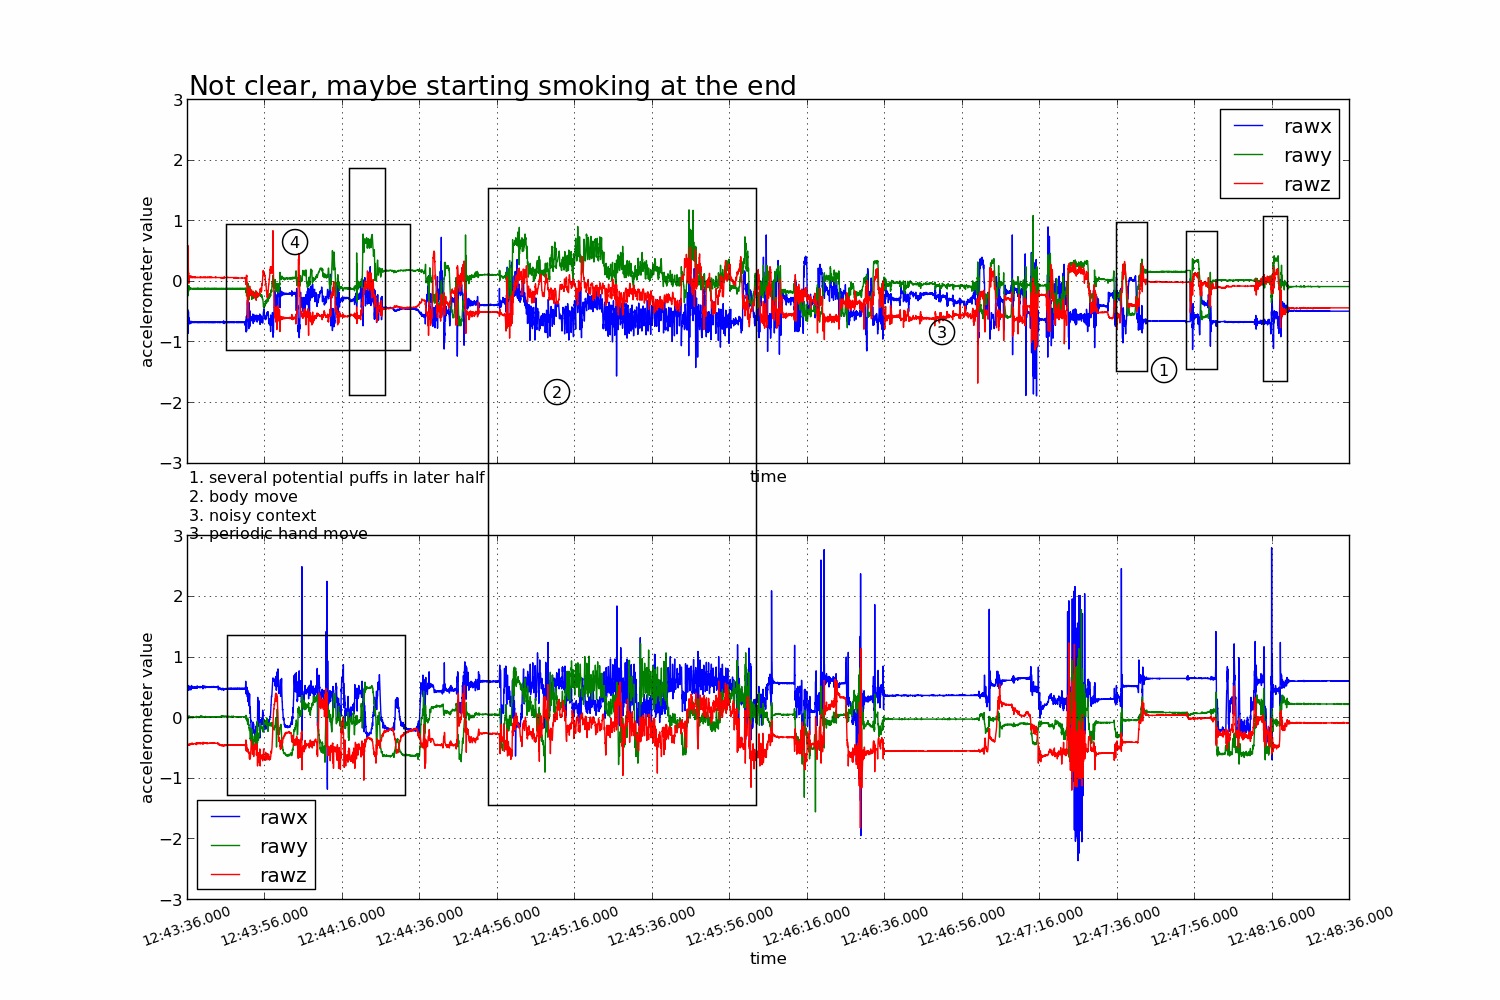 Not clear, maybe starting smoking at the end
3
2
1
0
−1
−2
−3
accelerometer value
rawx
rawy
rawz
4
2
3
1
time
1. several potential puffs in later half
2. body move
3. noisy context
3. periodic hand move
3
2
1
0
−1
−2
−3
accelerometer value
rawx
rawy
rawz
12:43:36.000
12:43:56.000
12:44:16.000
12:44:36.000
12:44:56.000
12:45:16.000
12:45:36.000
12:45:56.000
12:46:16.000
12:46:36.000
12:46:56.000
12:47:16.000
12:47:36.000
12:47:56.000
12:48:16.000
12:48:36.000
time